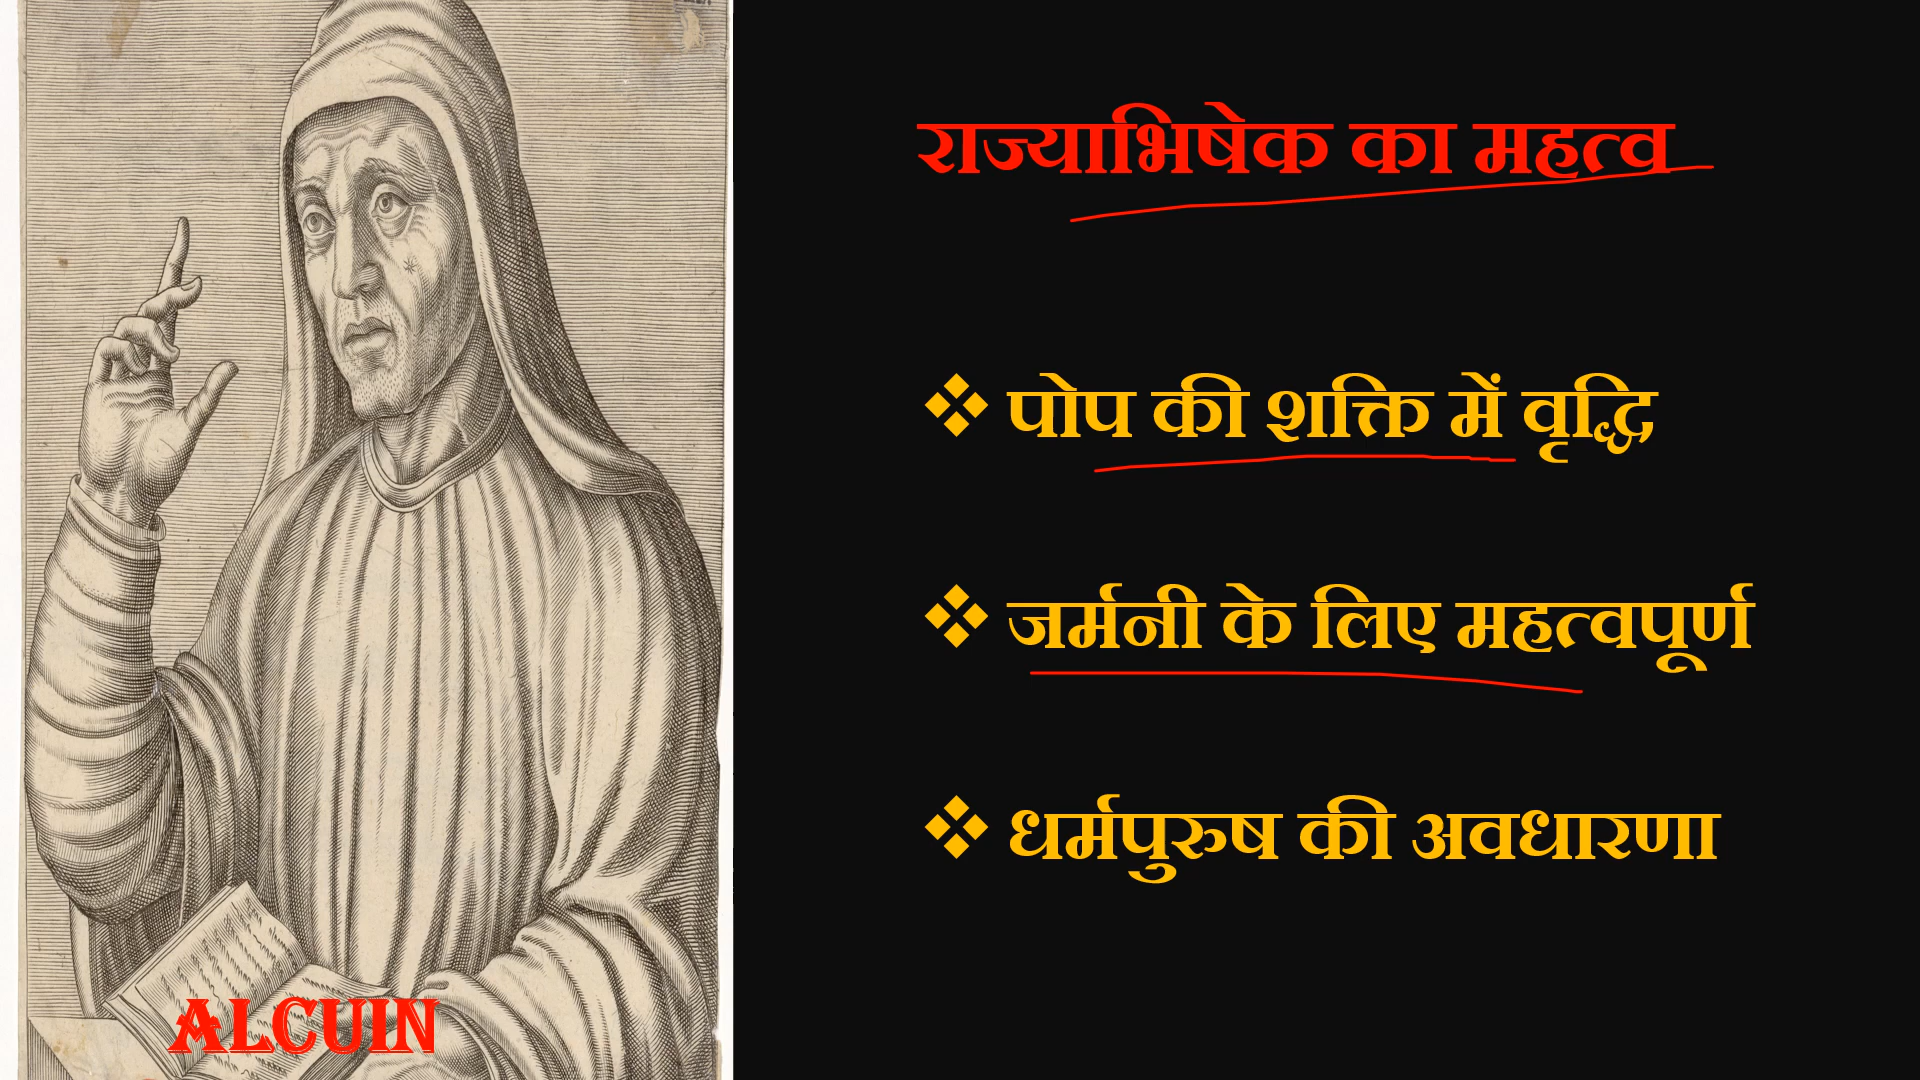 राज्याभिषेक का महत्व
❖ पोप की शक्ति में वृद्धि
❖ जर्मनी के लिए महत्वपूर्ण
❖ धर्मपुरुष की अवधारणा
ALCUIN